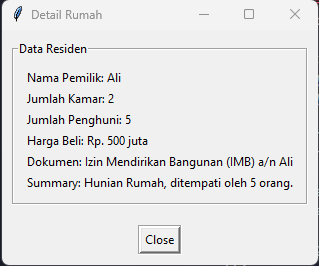 Detail Rumah
Data Residen
Nama Pemilik: Ali
Jumlah Kamar: 2
Jumlah Penghuni: 5
Harga Beli: Rp. 500 juta
Dokumen: Izin Mendirikan Bangunan (IMB) a/n Ali
Summary: Hunian Rumah, ditempati oleh 5 orang.
Close